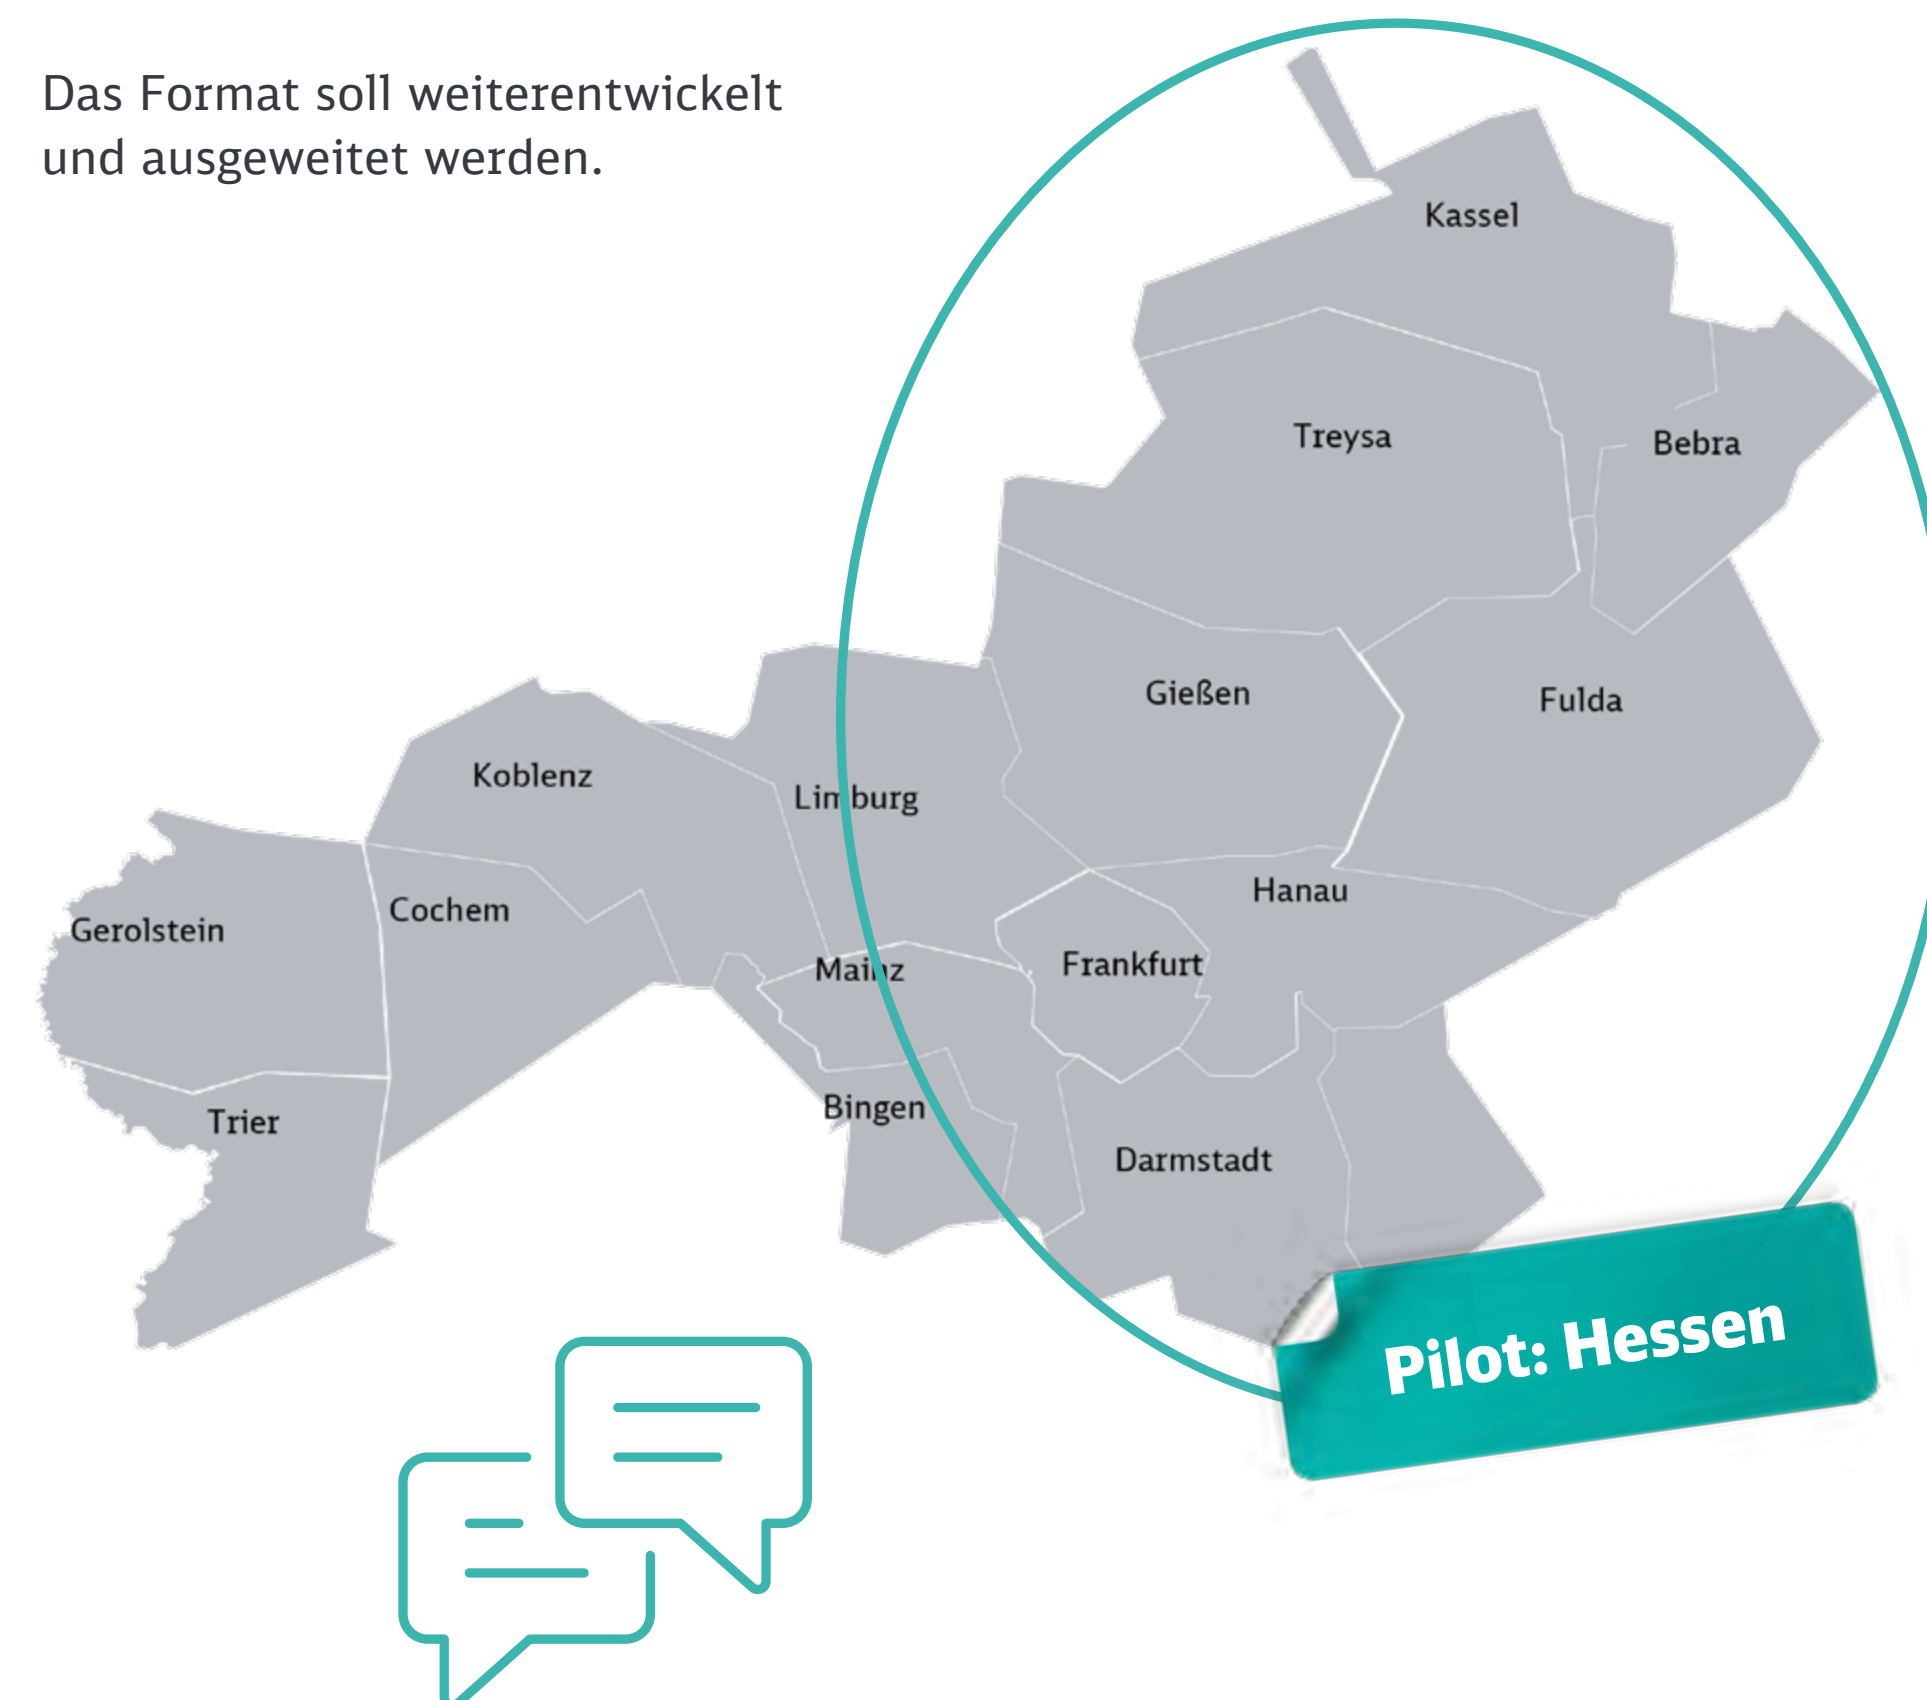 Das Format soll weiterentwickelt
und ausgeweitet werden.
Kassel
Treysa
Bebra
Gießen
Fulda
Koblenz
Limburg
Hanau
Cochem
Gerolstein
Frankfurt
Mainz
Bingen
Trier
Darmstadt
Pilot: Hessen